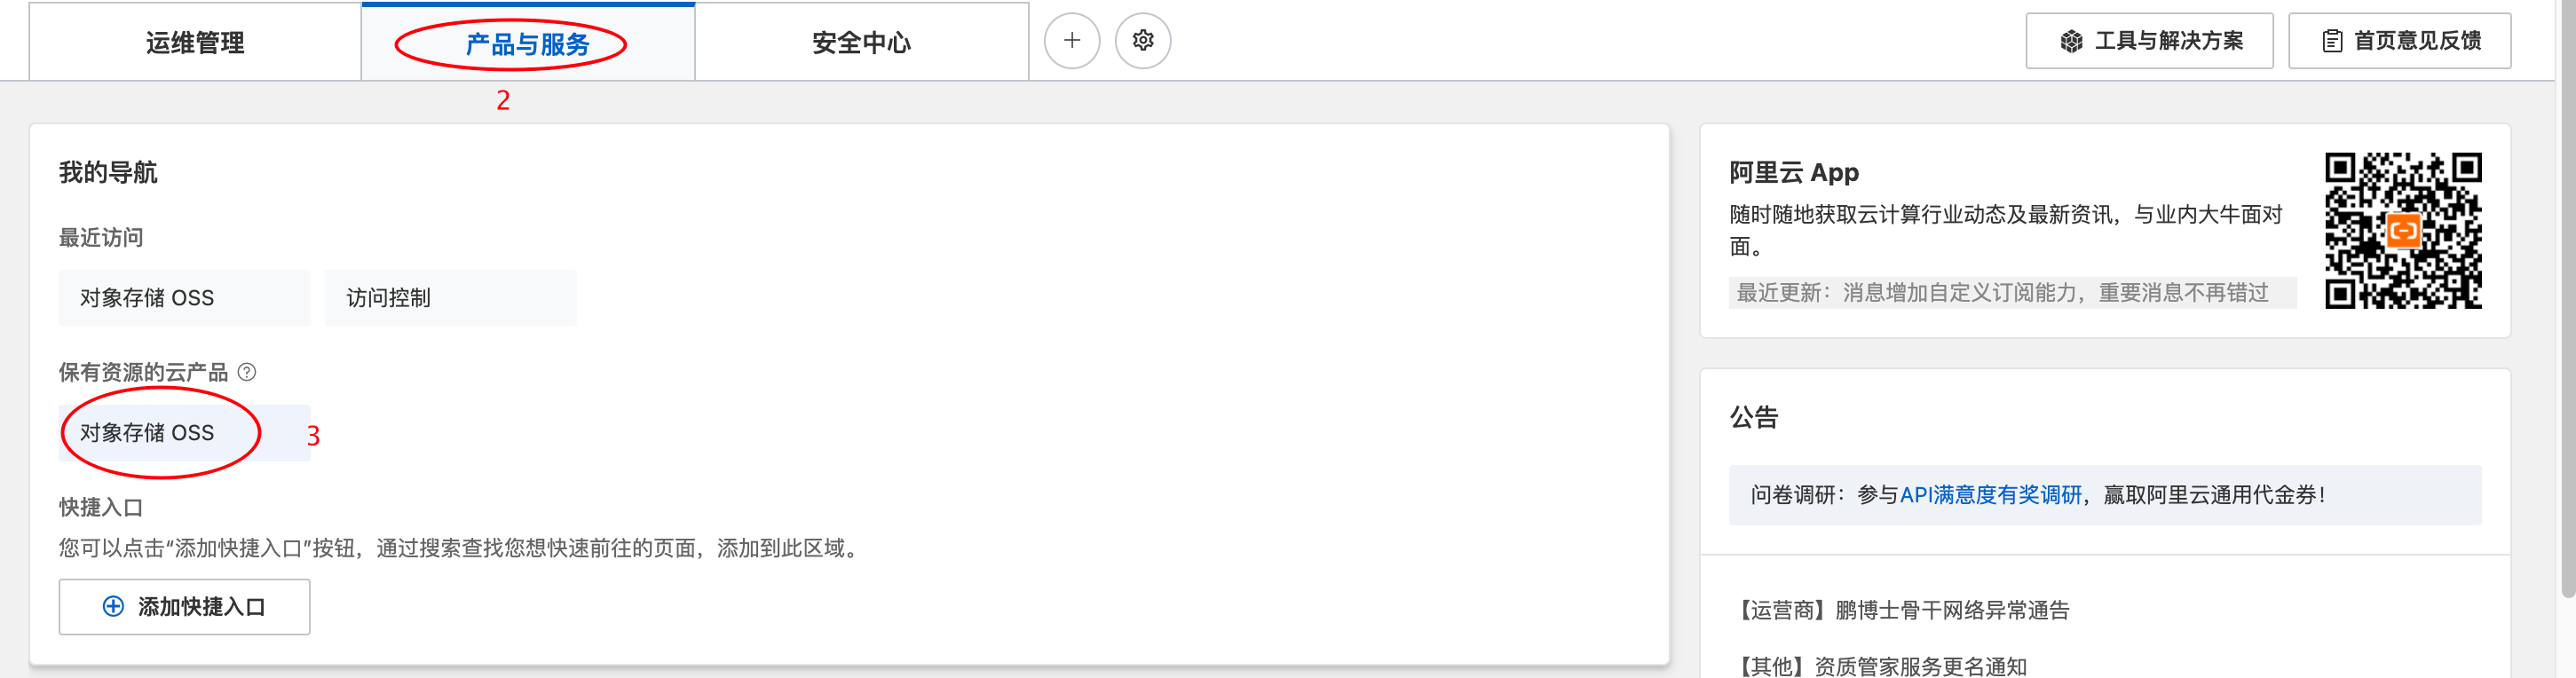 运维管理
产品与服务
安全中心
工具与解决方案
首页意见反馈
2
我的导航
最近访问
对象存储 OSS
访问控制
保有资源的云产品
对象存储 OSS
3
快捷入口
您可以点击“添加快捷入口”按钮，通过搜索查找您想快速前往的页面，添加到此区域。
添加快捷入口
阿里云 App
随时随地获取云计算行业动态及最新资讯，与业内大牛面对
面。
最近更新：消息增加自定义订阅能力，重要消息不再错过
公告
问卷调研：参与API满意度有奖调研，赢取阿里云通用代金券！
【运营商】鹏博士骨干网络异常通告
【其他】资质管家服务更名通知